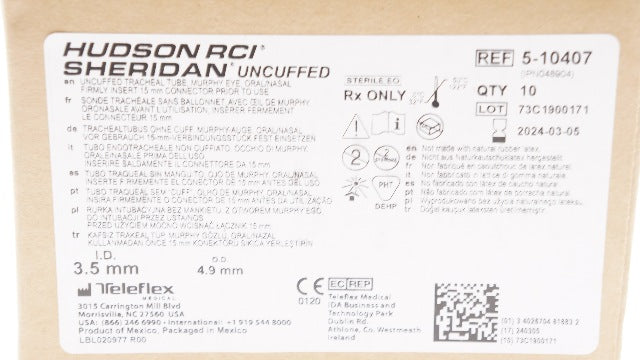 HUDSON RCI®
SHERIDAN® UNCUFFED
REF 5-10407
(IPN048904)
QTY 10
LOT 73C1900171
2024-03-05
STERILE EO
Rx ONLY
en UNCUFFED TRACHEAL TUBE, MURPHY EYE, ORAL/NASAL
FIRMLY INSERT 15 mm CONNECTOR PRIOR TO USE
fr SONDE TRACHÉALE SANS BALLONNET AVEC ŒIL DE MURPHY
ORO/NASALE AVANT L'UTILISATION, INSÉRER FERMEMENT
LE CONNECTEUR 15 mm
de TRACHEALTUBUS OHNE CUFF, MURPHY-AUGE, ORAL/NASAL
VOR GEBRAUCH 15-mm-VERBINDUNGSSTÜCK FEST EINSETZEN
it TUBO ENDOTRACHEALE NON CUFFIATO, OCCHIO DI MURPHY,
ORALE/NASALE PRIMA DELL'USO,
INSERIRE SALDAMENTE IL CONNETTORE DA 15 mm
es TUBO TRAQUEAL SIN MANGUITO, OJO DE MURPHY, ORAL/NASAL
INSERTE FIRMEMENTE EL CONECTOR DE 15 mm ANTES DEL USO
pt TUBO TRAQUEAL SEM CUFF, OLHO DE MURPHY, ORAL/NASAL
INSIRA FIRMEMENTE O CONECTOR DE 15 mm ANTES DA UTILIZAÇÃO
pl RURKA INTUBACYJNA BEZ MANKIETU, Z OTWOREM MURPHY'EGO,
DO INTUBACJI PRZEZ USTA/NOS
PRZED UŻYCIEM MOCNO WCISNĄĆ ŁĄCZNIK 15 mm
tr KAFSIZ TRAKEAL TÜP, MURPHY GÖZLÜ, ORAL/NAZAL
KULLANMADAN ÖNCE 15 mm KONEKTÖRÜ SIKICA YERLEŞTİRİN
en Not made with natural rubber latex.
de Nicht aus Naturkautschuklatex hergestellt.
fr Non fabriqué en caoutchouc de latex naturel
it Non fabbricato in lattice di gomma naturale
es No fabricado con látex de caucho natural
pt Não fabricado com látex de borracha natural
pl Wyprodukowano bez użycia naturalnego lateksu.
tr Doğal kauçuk lateksten üretilmemiştir.
PHT
DEHP
I.D. O.D.
3.5 mm 4.9 mm
Teleflex
MEDICAL
3015 Carrington Mill Blvd
Morrisville, NC 27560 USA
USA: (866) 246 6990 • International: +1 919 544 8000
Product of Mexico. Packaged in Mexico
LBL020977 R00
CE
0120
EC REP
Teleflex Medical
IDA Business and
Technology Park
Dublin Rd.
Athlone, Co. Westmeath
Ireland
(01) 3 4026704 81883 2
(17) 240305
(10) 73C1900171